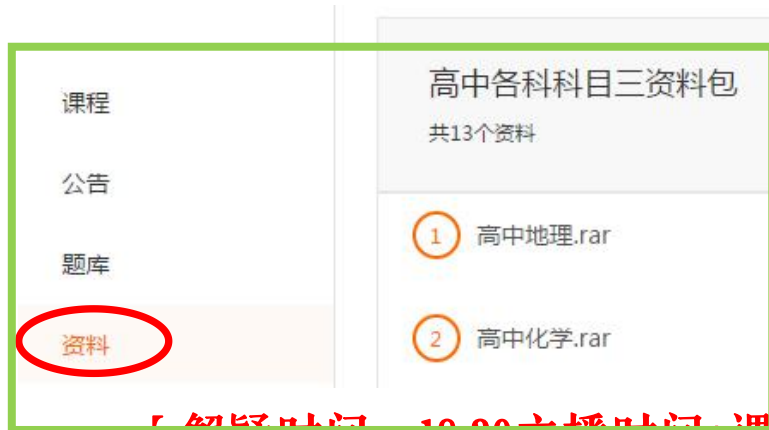 课程
公告
题库
资料
高中各科科目三资料包
共13个资料
1 高中地理.rar
2 高中化学.rar